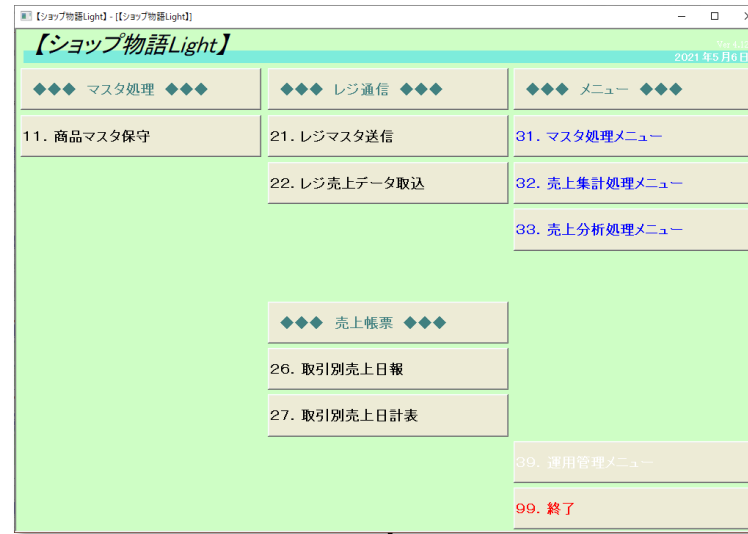 【ショップ物語Light】 - [【ショップ物語Light】]
【ショップ物語Light】
2021年5月6日
◆◆◆ マスタ処理 ◆◆◆
◆◆◆ レジ通信 ◆◆◆
◆◆◆ メニュー ◆◆◆
11. 商品マスタ保守
21. レジマスタ送信
31. マスタ処理メニュー
22. レジ売上データ取込
32. 売上集計処理メニュー
33. 売上分析処理メニュー
◆◆◆ 売上帳票 ◆◆◆
26. 取引別売上日報
27. 取引別売上日計表
39. 運用管理メニュー
99. 終了